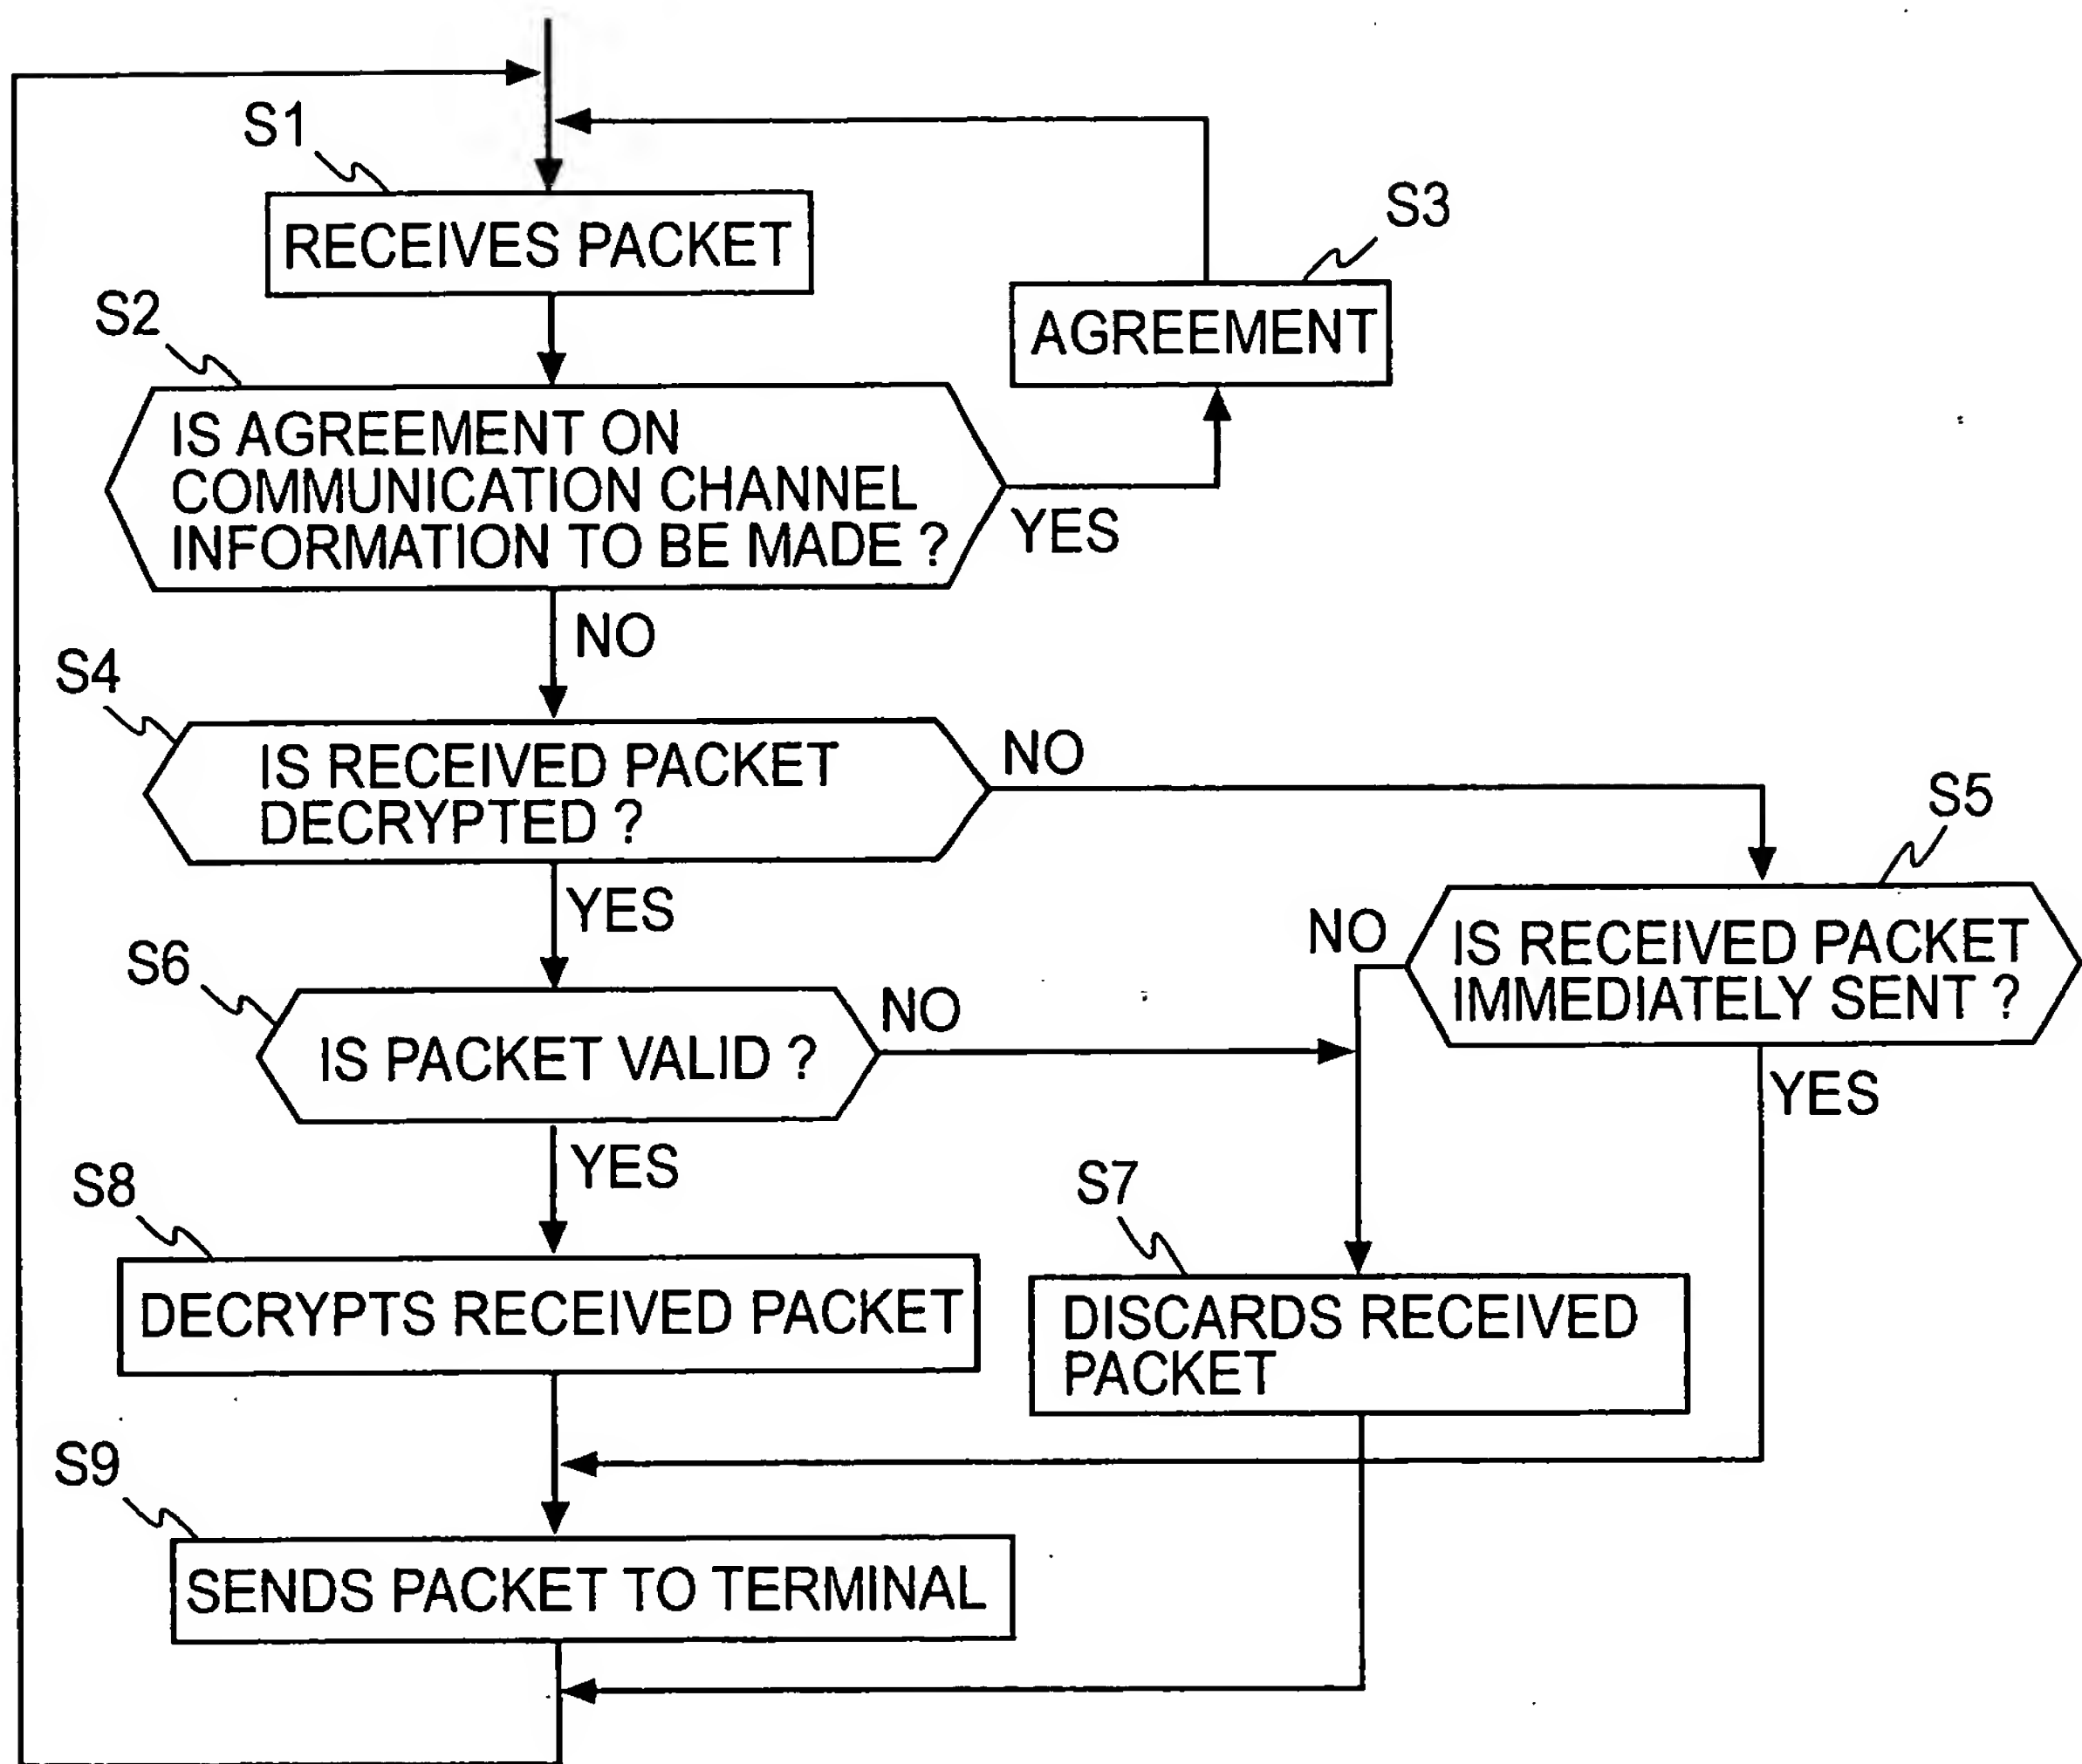 S1
RECEIVES PACKET
S3
AGREEMENT
S2
IS AGREEMENT ON
COMMUNICATION CHANNEL
INFORMATION TO BE MADE ?
YES
NO
S4
IS RECEIVED PACKET
DECRYPTED ?
NO
YES
S5
IS RECEIVED PACKET
IMMEDIATELY SENT ?
NO
YES
S6
IS PACKET VALID ?
NO
YES
S8
DECRYPTS RECEIVED PACKET
S7
DISCARDS RECEIVED
PACKET
S9
SENDS PACKET TO TERMINAL